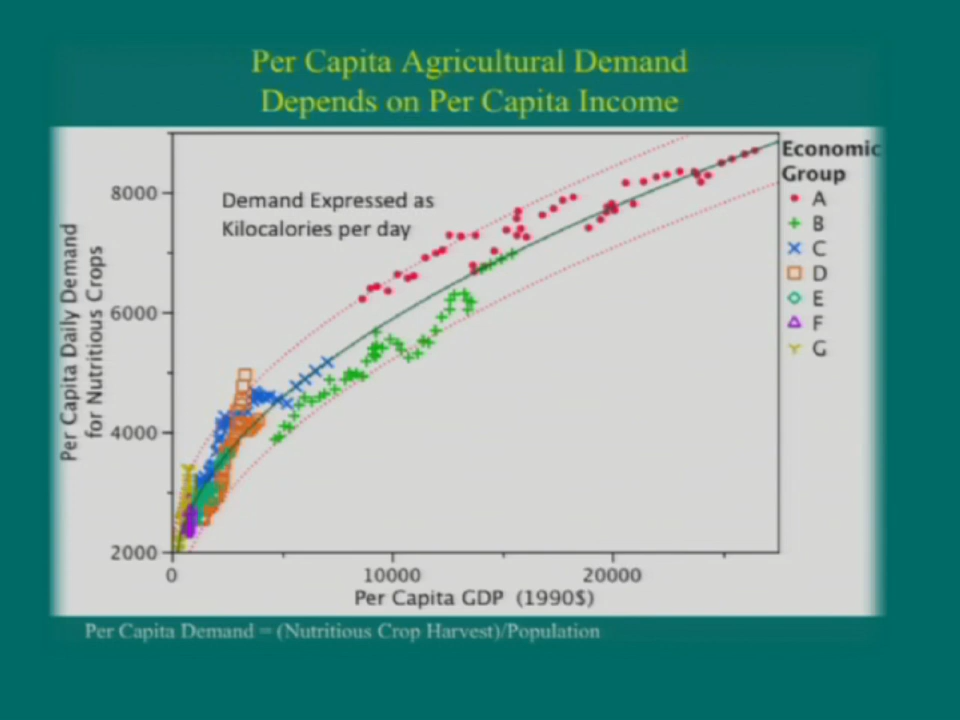 Per Capita Agricultural Demand
Depends on Per Capita Income
Demand Expressed as
Kilocalories per day
Per Capita Daily Demand
for Nutritious Crops
8000
6000
4000
2000
0
10000
20000
Per Capita GDP (1990$)
Economic
Group
A
B
C
D
E
F
G
Per Capita Demand = (Nutritious Crop Harvest)/Population